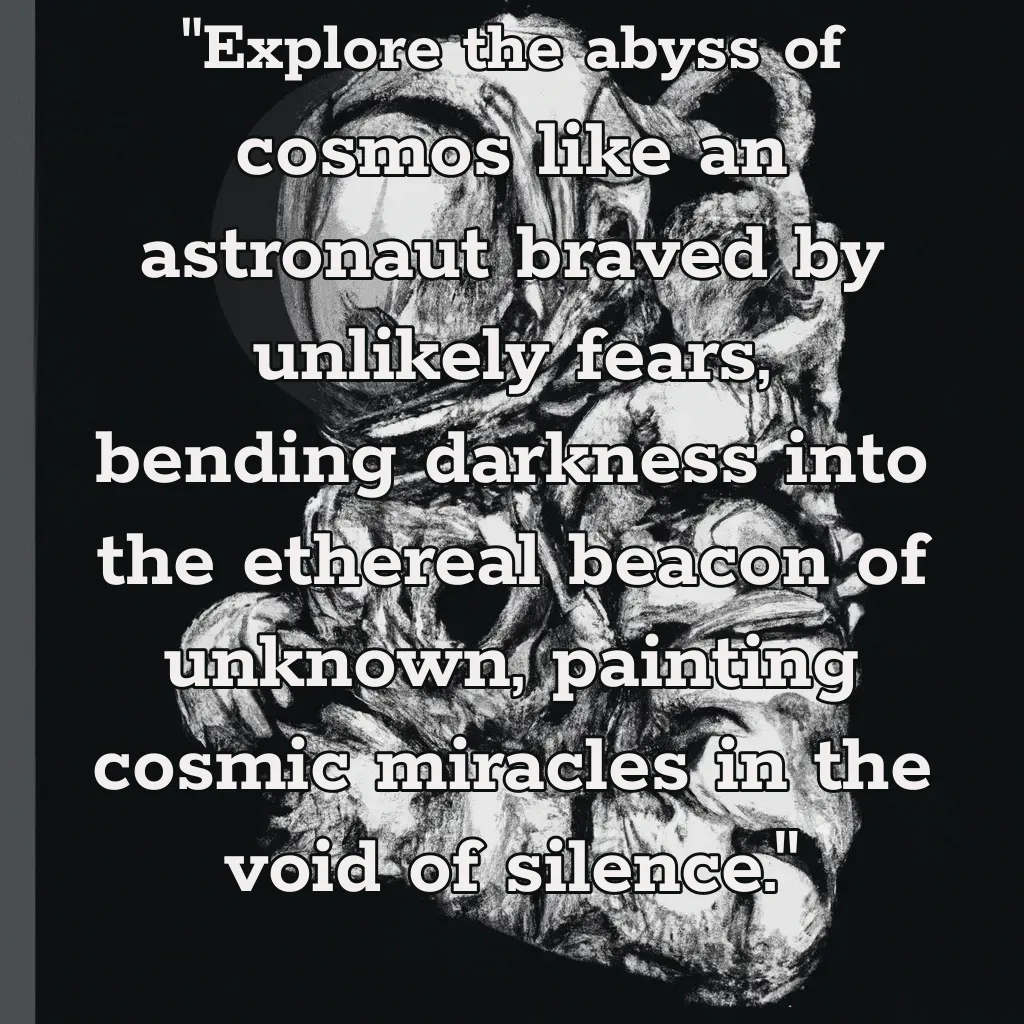 "Explore the abyss of
cosmos like an
astronaut braved by
unlikely fears,
bending darkness into
the ethereal beacon of
unknown, painting
cosmic miracles in the
void of silence."